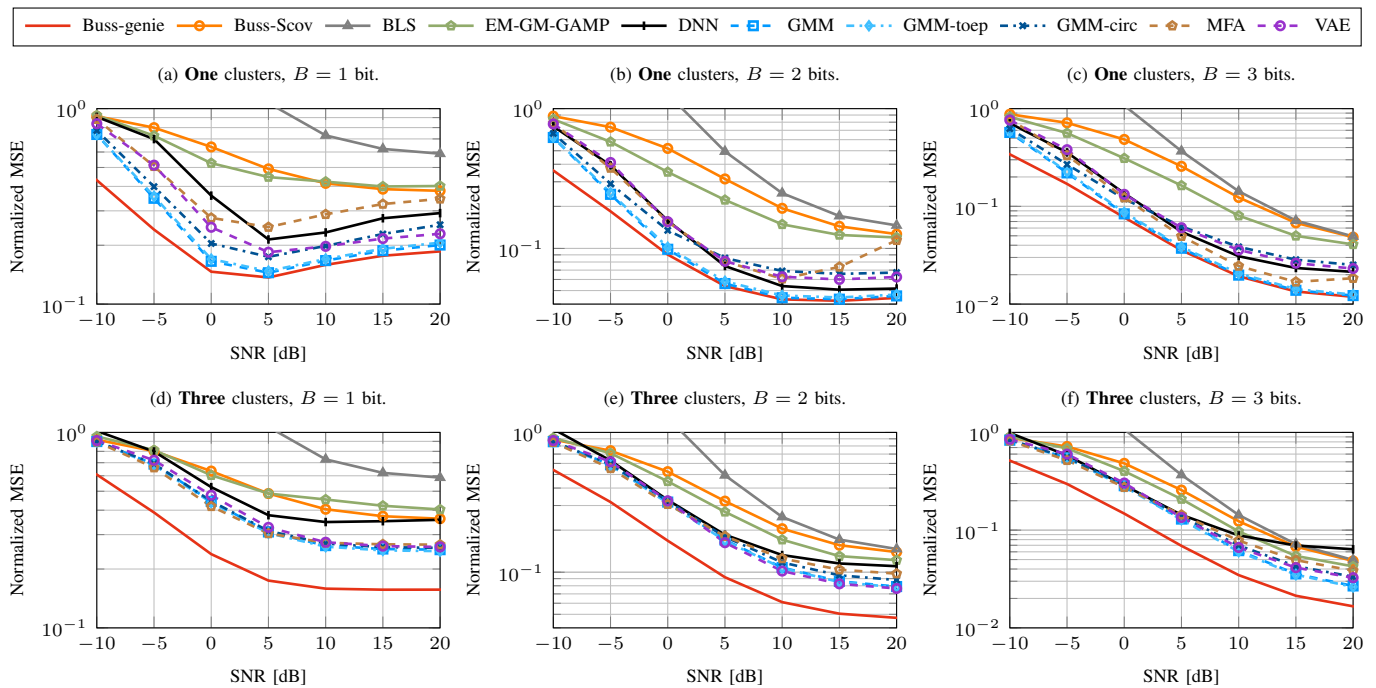 Buss-genie Buss-Scov BLS EM-GM-GAMP DNN GMM GMM-toep GMM-circ MFA VAE
(a) One clusters, B = 1 bit.
(b) One clusters, B = 2 bits.
(c) One clusters, B = 3 bits.
10^0
10^−1
Normalized MSE
−10 −5 0 5 10 15 20
SNR [dB]
10^0
10^−1
Normalized MSE
−10 −5 0 5 10 15 20
SNR [dB]
10^0
10^−1
10^−2
Normalized MSE
−10 −5 0 5 10 15 20
SNR [dB]
(d) Three clusters, B = 1 bit.
(e) Three clusters, B = 2 bits.
(f) Three clusters, B = 3 bits.
10^0
10^−1
Normalized MSE
−10 −5 0 5 10 15 20
SNR [dB]
10^0
10^−1
Normalized MSE
−10 −5 0 5 10 15 20
SNR [dB]
10^0
10^−1
10^−2
Normalized MSE
−10 −5 0 5 10 15 20
SNR [dB]